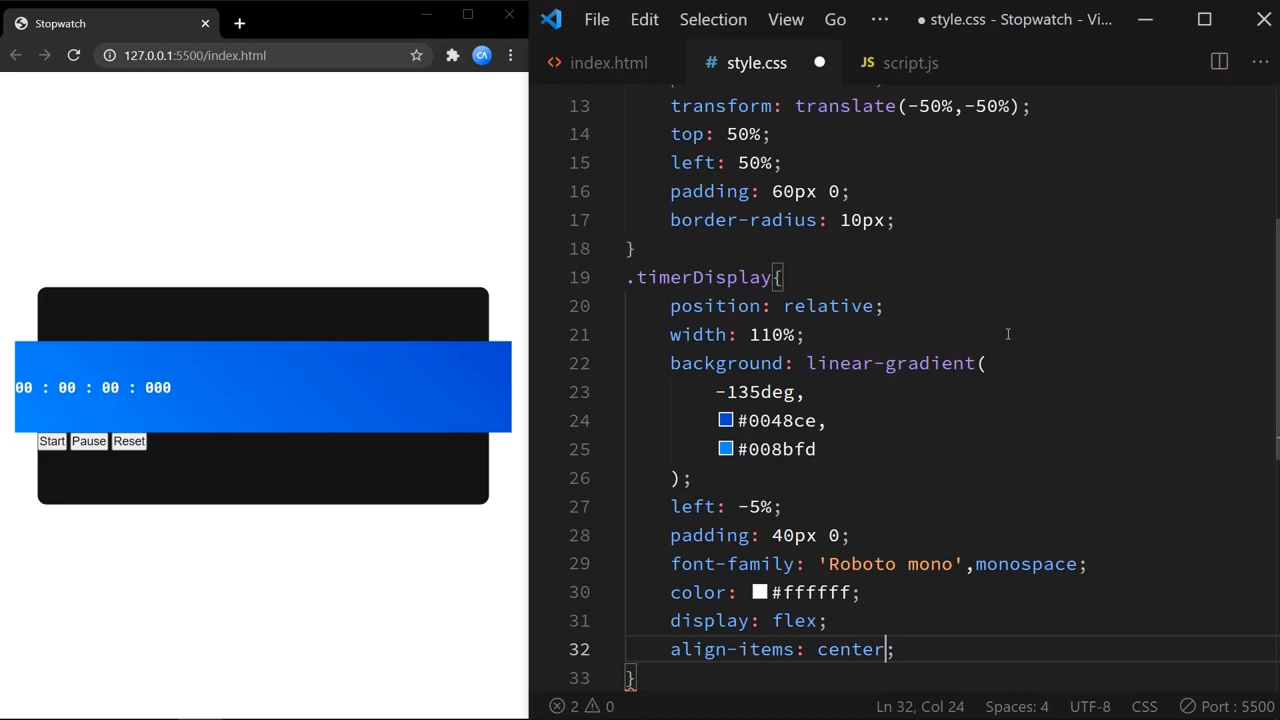 Stopwatch
127.0.0.1:5500/index.html
CA
00 : 00 : 00 : 000
Start Pause Reset
File Edit Selection View Go ··· ● style.css - Stopwatch - Vi...
<> index.html # style.css ● JS script.js ···
13 transform: translate(-50%,-50%);
14 top: 50%;
15 left: 50%;
16 padding: 60px 0;
17 border-radius: 10px;
18 }
19 .timerDisplay{
20 position: relative;
21 width: 110%;
22 background: linear-gradient(
23 -135deg,
24 #0048ce,
25 #008bfd
26 );
27 left: -5%;
28 padding: 40px 0;
29 font-family: 'Roboto mono',monospace;
30 color: #ffffff;
31 display: flex;
32 align-items: center;
33 }
2 0 Ln 32, Col 24 Spaces: 4 UTF-8 CSS Port : 5500